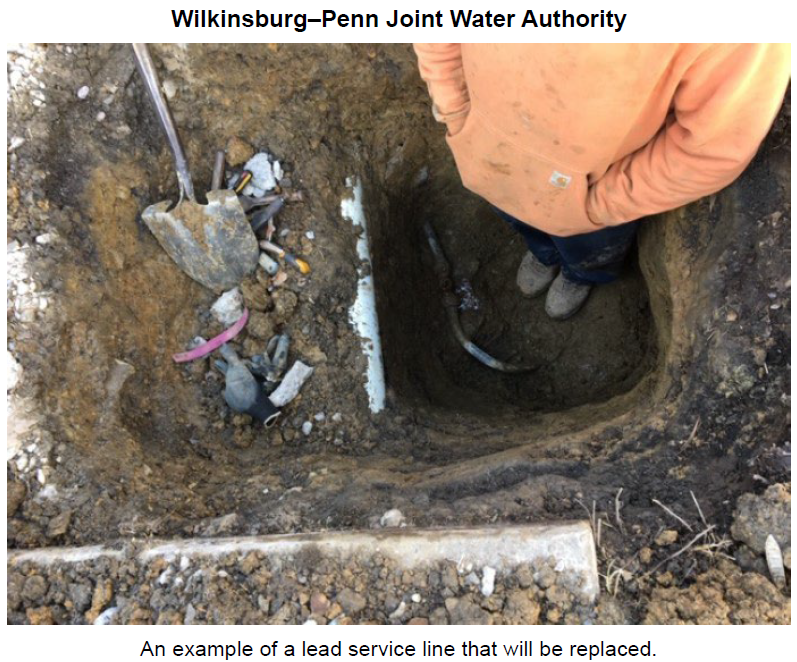 Wilkinsburg–Penn Joint Water Authority
An example of a lead service line that will be replaced.